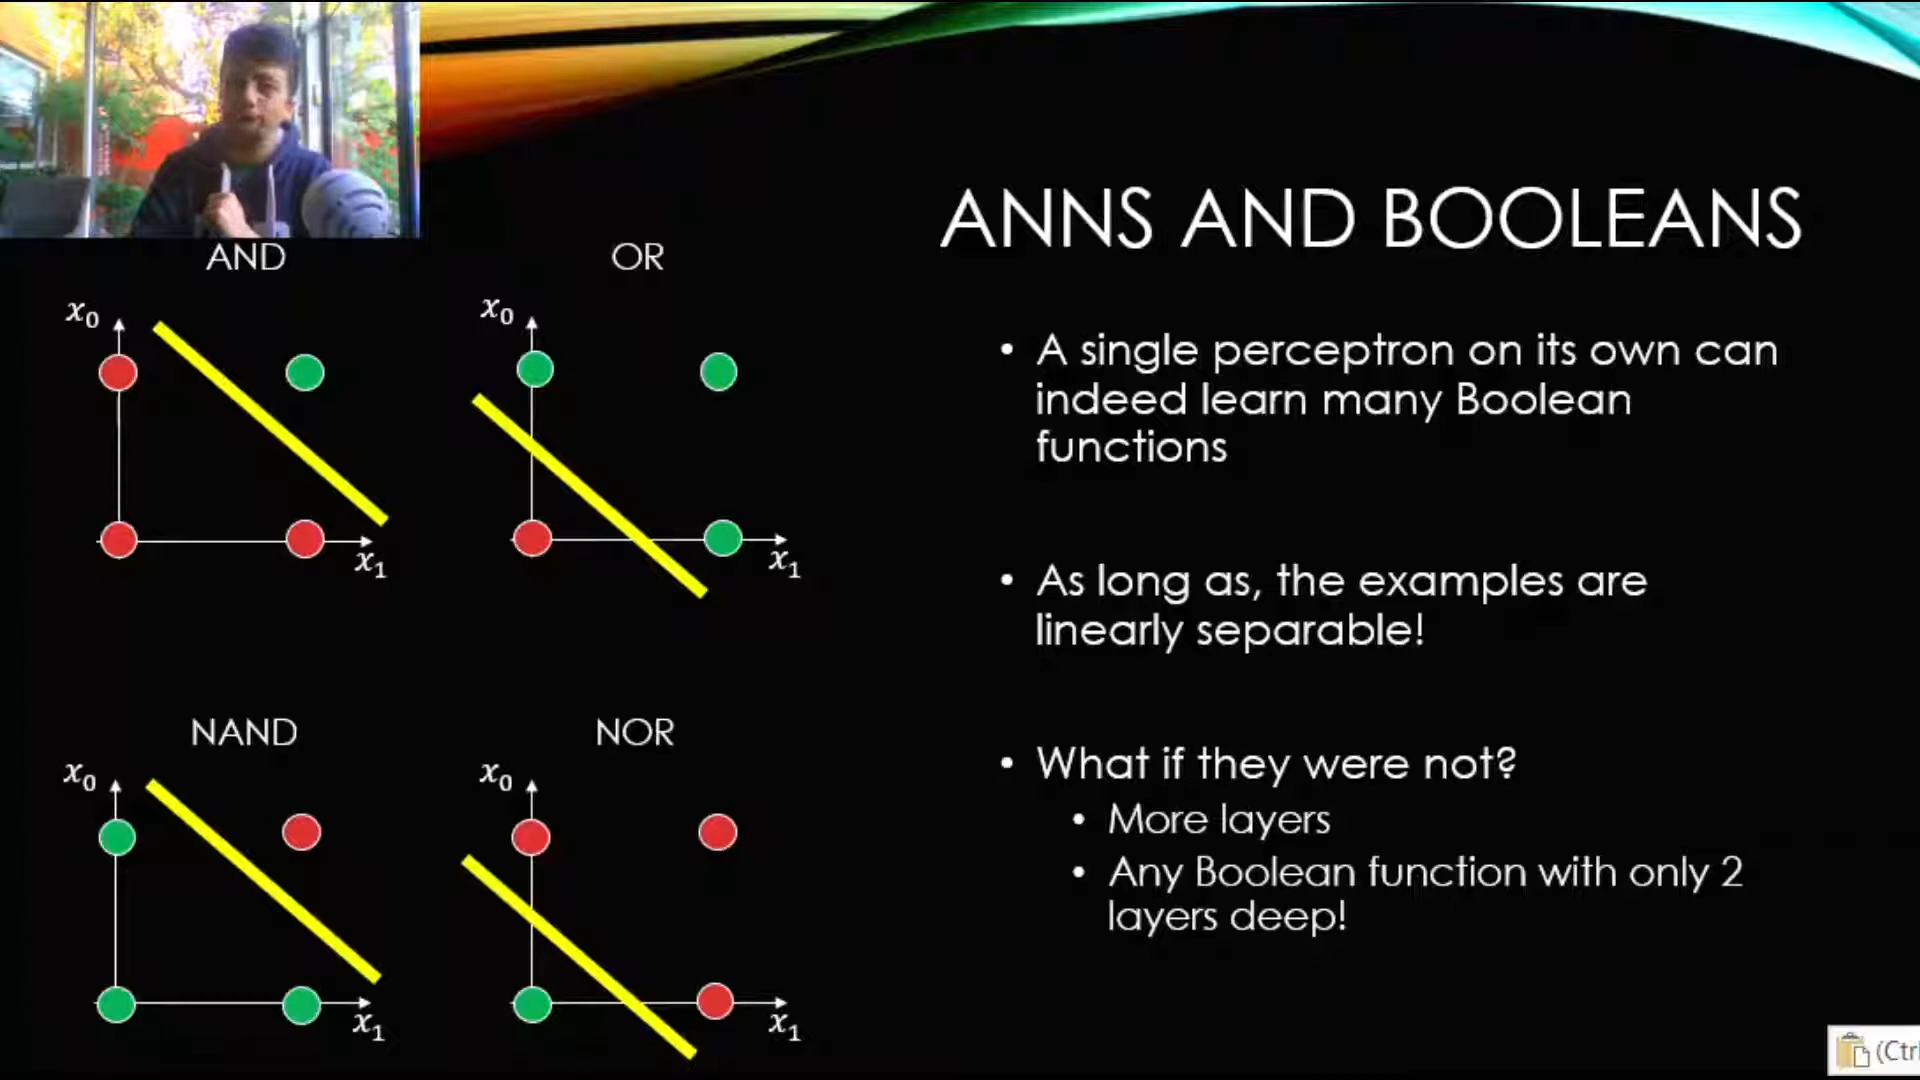 ANNS AND BOOLEANS
AND
OR
x₀
x₁
x₀
x₁
NAND
NOR
x₀
x₁
x₀
x₁
• A single perceptron on its own can
indeed learn many Boolean
functions
• As long as, the examples are
linearly separable!
• What if they were not?
• More layers
• Any Boolean function with only 2
layers deep!
(Ctrl